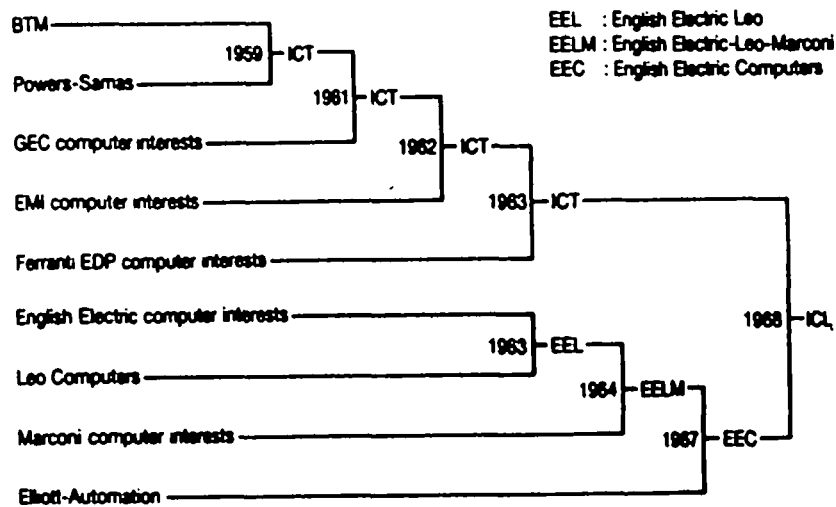 BTM
EEL : English Electric Leo
EELM : English Electric-Leo-Marconi
EEC : English Electric Computers
1959 ICT
Powers-Samas
1961 ICT
GEC computer interests
1962 ICT
EMI computer interests
1963 ICT
Ferranti EDP computer interests
English Electric computer interests
1968 ICL
1963 EEL
Leo Computers
1964 EELM
Marconi computer interests
1967 EEC
Elliott-Automation